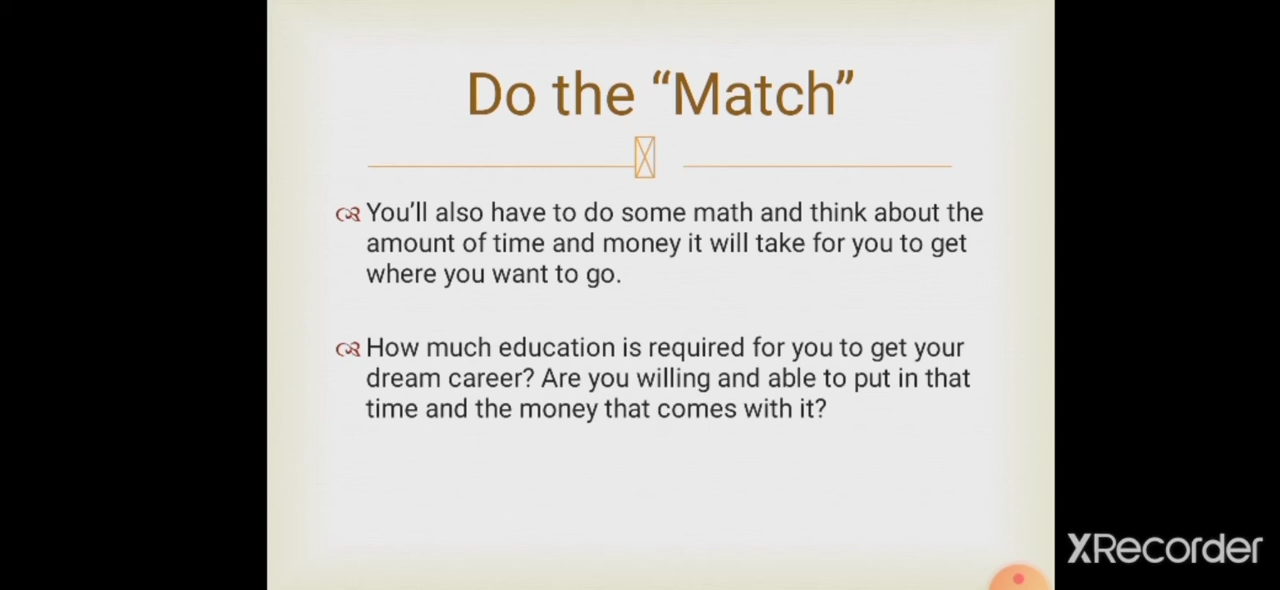 Do the “Match”
You’ll also have to do some math and think about the
amount of time and money it will take for you to get
where you want to go.
How much education is required for you to get your
dream career? Are you willing and able to put in that
time and the money that comes with it?
XRecorder